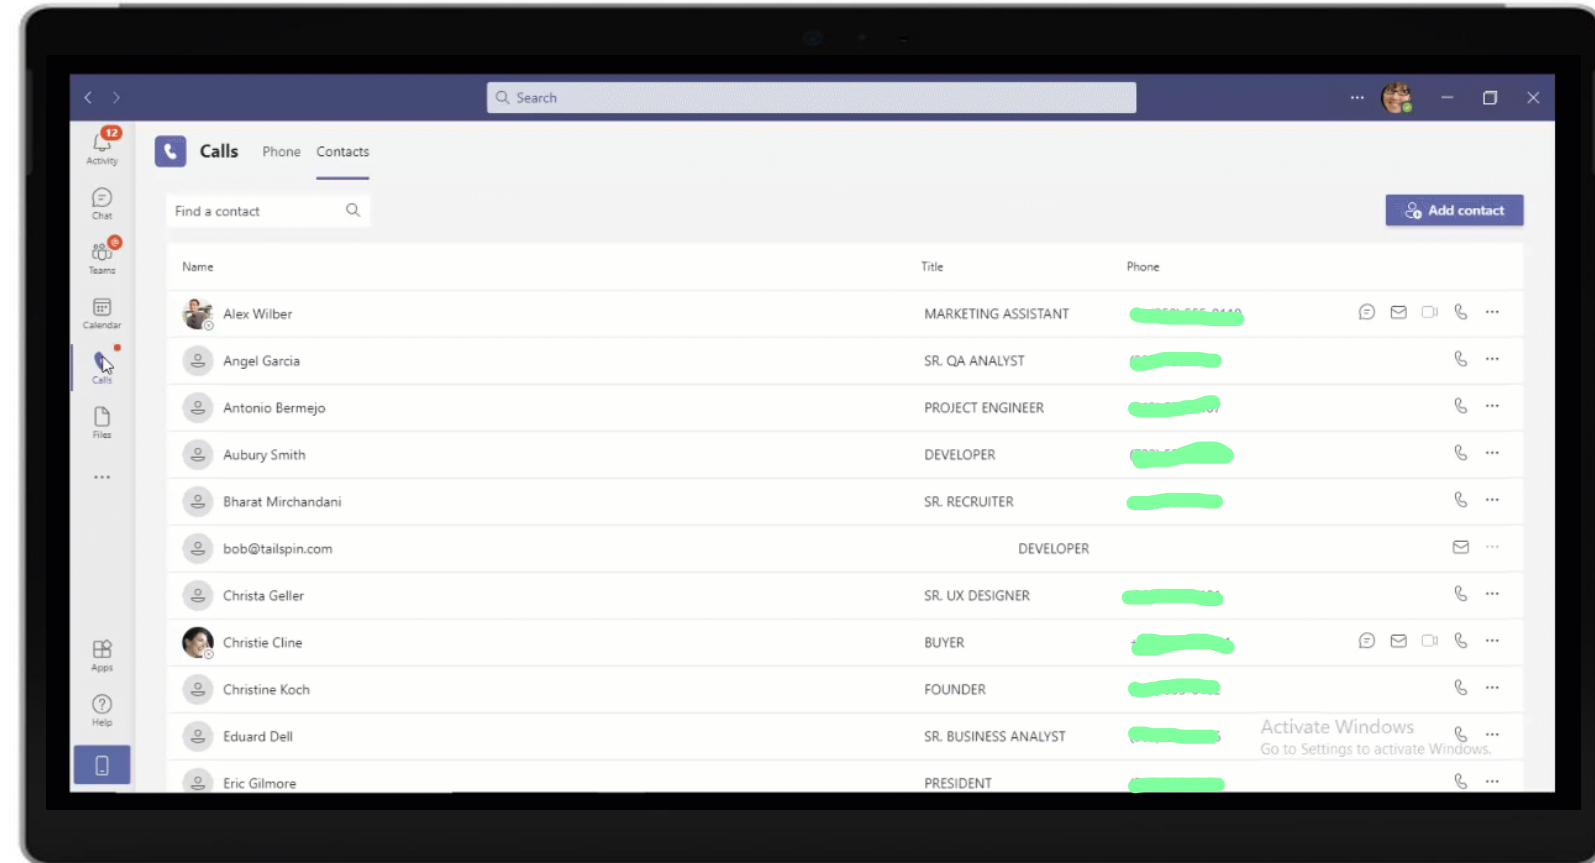 Search
12
Activity
Chat
Teams
Calendar
Calls
Files
Apps
Help
Calls Phone Contacts
Find a contact
Add contact
Name Title Phone
Alex Wilber MARKETING ASSISTANT
Angel Garcia SR. QA ANALYST
Antonio Bermejo PROJECT ENGINEER
Aubury Smith DEVELOPER
Bharat Mirchandani SR. RECRUITER
bob@tailspin.com DEVELOPER
Christa Geller SR. UX DESIGNER
Christie Cline BUYER
Christine Koch FOUNDER
Eduard Dell SR. BUSINESS ANALYST
Eric Gilmore PRESIDENT
Activate Windows
Go to Settings to activate Windows.